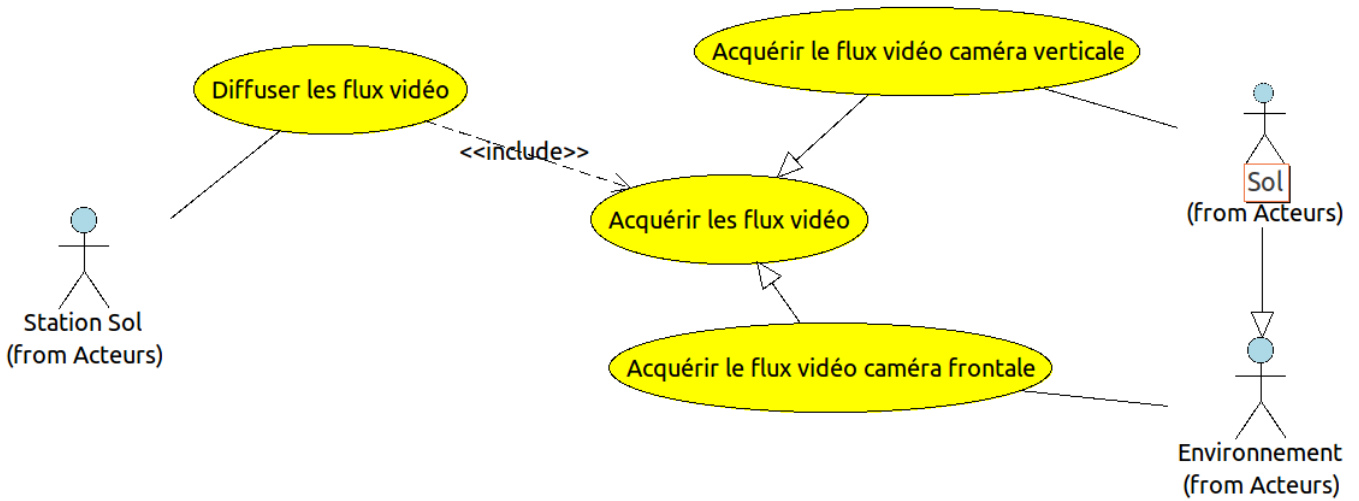 Acquérir le flux vidéo caméra verticale
Diffuser les flux vidéo
<<include>>
Sol
(from Acteurs)
Acquérir les flux vidéo
Station Sol
(from Acteurs)
Acquérir le flux vidéo caméra frontale
Environnement
(from Acteurs)